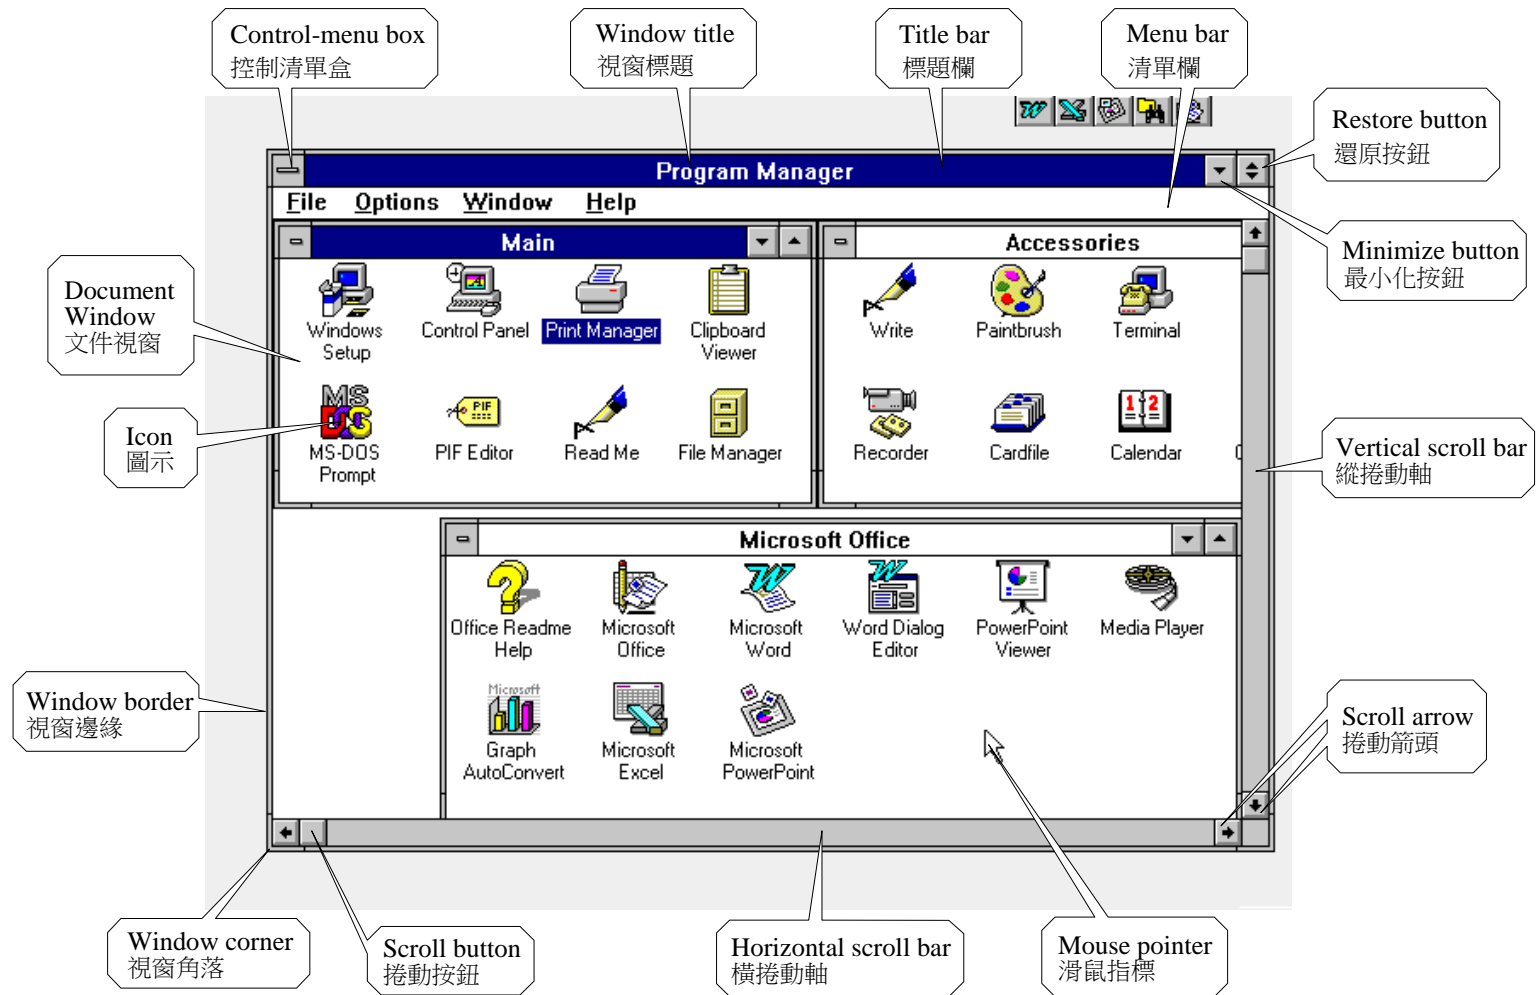 Control-menu box
控制清單盒
Window title
視窗標題
Title bar
標題欄
Menu bar
清單欄
Restore button
還原按鈕
Program Manager
File Options Window Help
Minimize button
最小化按鈕
Main
Accessories
Document
Window
文件視窗
Windows
Setup
Control Panel
Print Manager
Clipboard
Viewer
Write
Paintbrush
Terminal
Icon
圖示
MS-DOS
Prompt
PIF
PIF Editor
Read Me
File Manager
Recorder
Cardfile
1 2
Calendar
Vertical scroll bar
縱捲動軸
Microsoft Office
Office Readme
Help
Microsoft
Office
Microsoft
Word
Word Dialog
Editor
PowerPoint
Viewer
Media Player
Window border
視窗邊緣
Microsoft
Graph
AutoConvert
Microsoft
Excel
Microsoft
PowerPoint
Scroll arrow
捲動箭頭
Window corner
視窗角落
Scroll button
捲動按鈕
Horizontal scroll bar
橫捲動軸
Mouse pointer
滑鼠指標